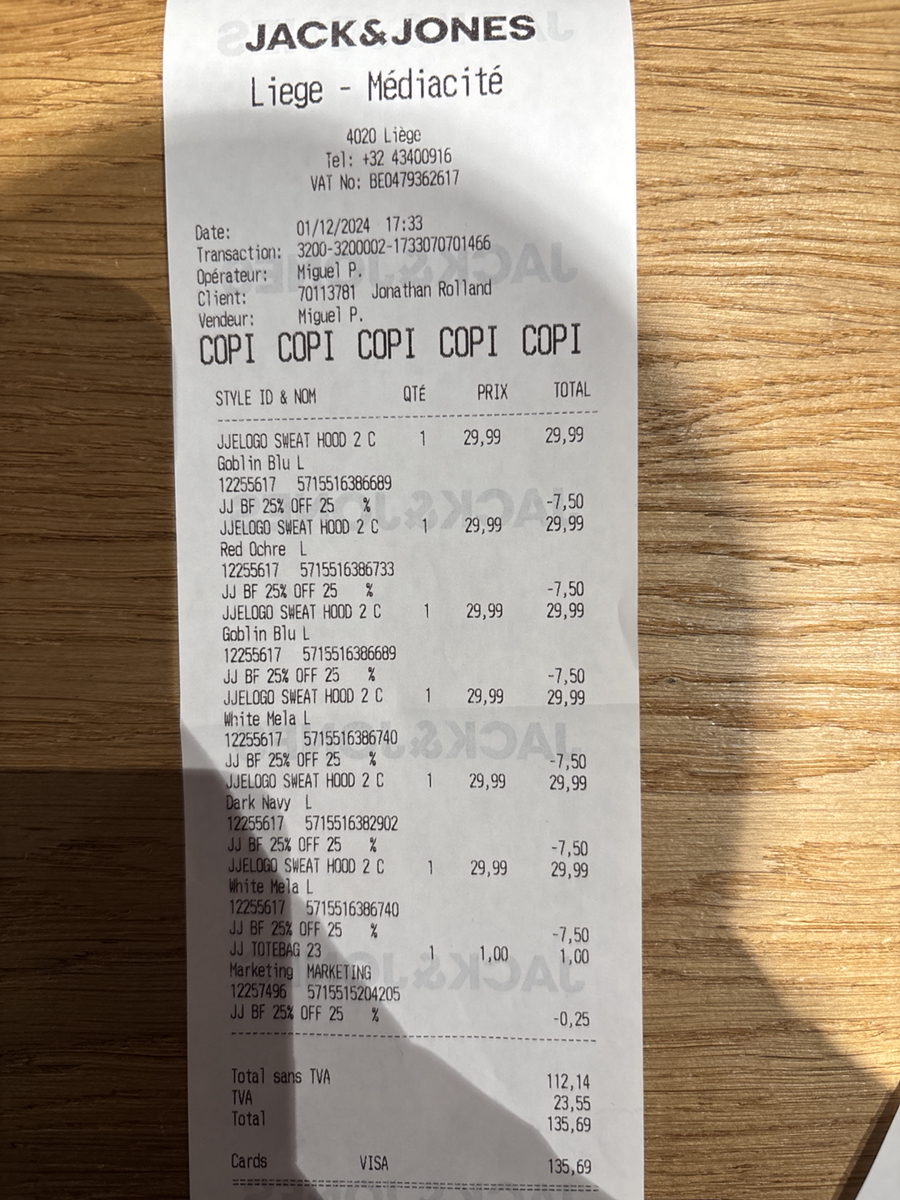 JACK&JONES
Liege - Médiacité
4020 Liège
Tel: +32 43400916
VAT No: BE0479362617
Date: 01/12/2024 17:33
Transaction: 3200-3200002-1733070701466
Opérateur: Miguel P.
Client: 70113781 Jonathan Rolland
Vendeur: Miguel P.
COPI COPI COPI COPI COPI
STYLE ID & NOM QTÉ PRIX TOTAL
JJELOGO SWEAT HOOD 2 C 1 29,99 29,99
Goblin Blu L
12255617 5715516386689
JJ BF 25% OFF 25 % -7,50
JJELOGO SWEAT HOOD 2 C 1 29,99 29,99
Red Ochre L
12255617 5715516386733
JJ BF 25% OFF 25 % -7,50
JJELOGO SWEAT HOOD 2 C 1 29,99 29,99
Goblin Blu L
12255617 5715516386689
JJ BF 25% OFF 25 % -7,50
JJELOGO SWEAT HOOD 2 C 1 29,99 29,99
White Mela L
12255617 5715516386740
JJ BF 25% OFF 25 % -7,50
JJELOGO SWEAT HOOD 2 C 1 29,99 29,99
Dark Navy L
12255617 5715516382902
JJ BF 25% OFF 25 % -7,50
JJELOGO SWEAT HOOD 2 C 1 29,99 29,99
White Mela L
12255617 5715516386740
JJ BF 25% OFF 25 % -7,50
JJ TOTEBAG 23 1 1,00 1,00
Marketing MARKETING
12257496 5715515204205
JJ BF 25% OFF 25 % -0,25
Total sans TVA 112,14
TVA 23,55
Total 135,69
Cards VISA 135,69